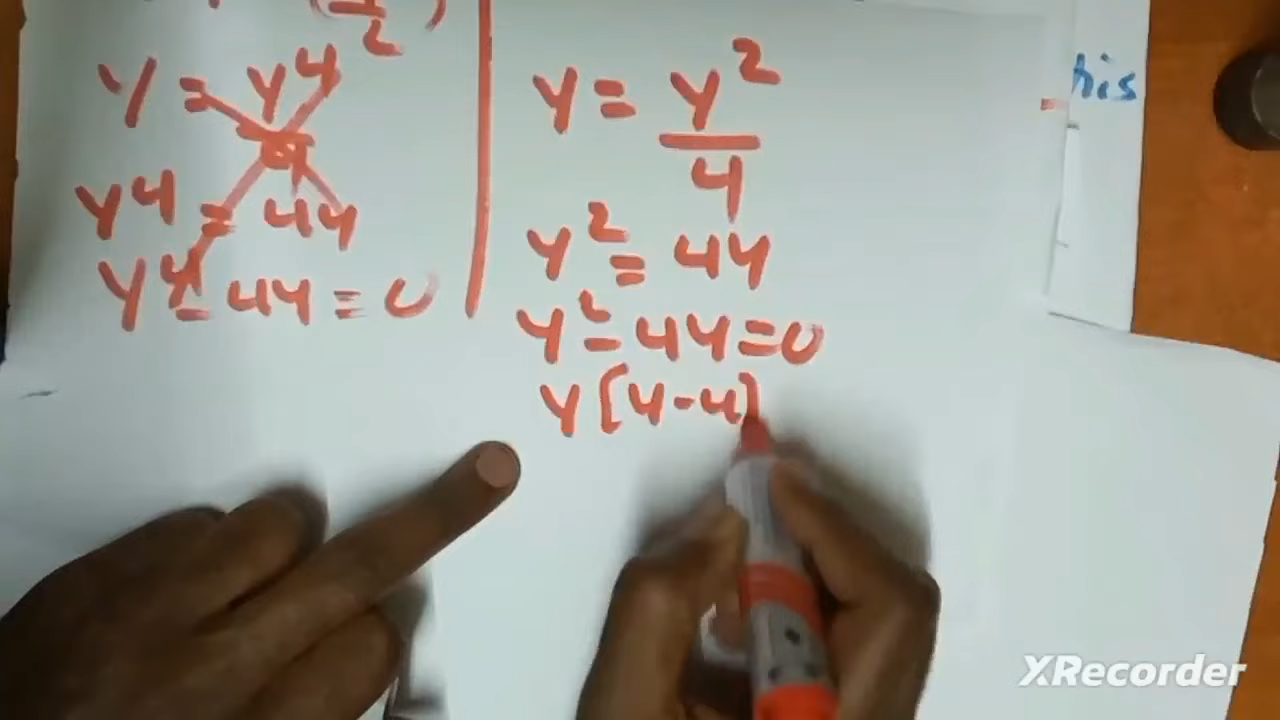 y = y⁴
y⁴ = 4y
y⁴ - 4y = 0
y = y²/4
y² = 4y
y² - 4y = 0
y[y-4]
his
XRecorder